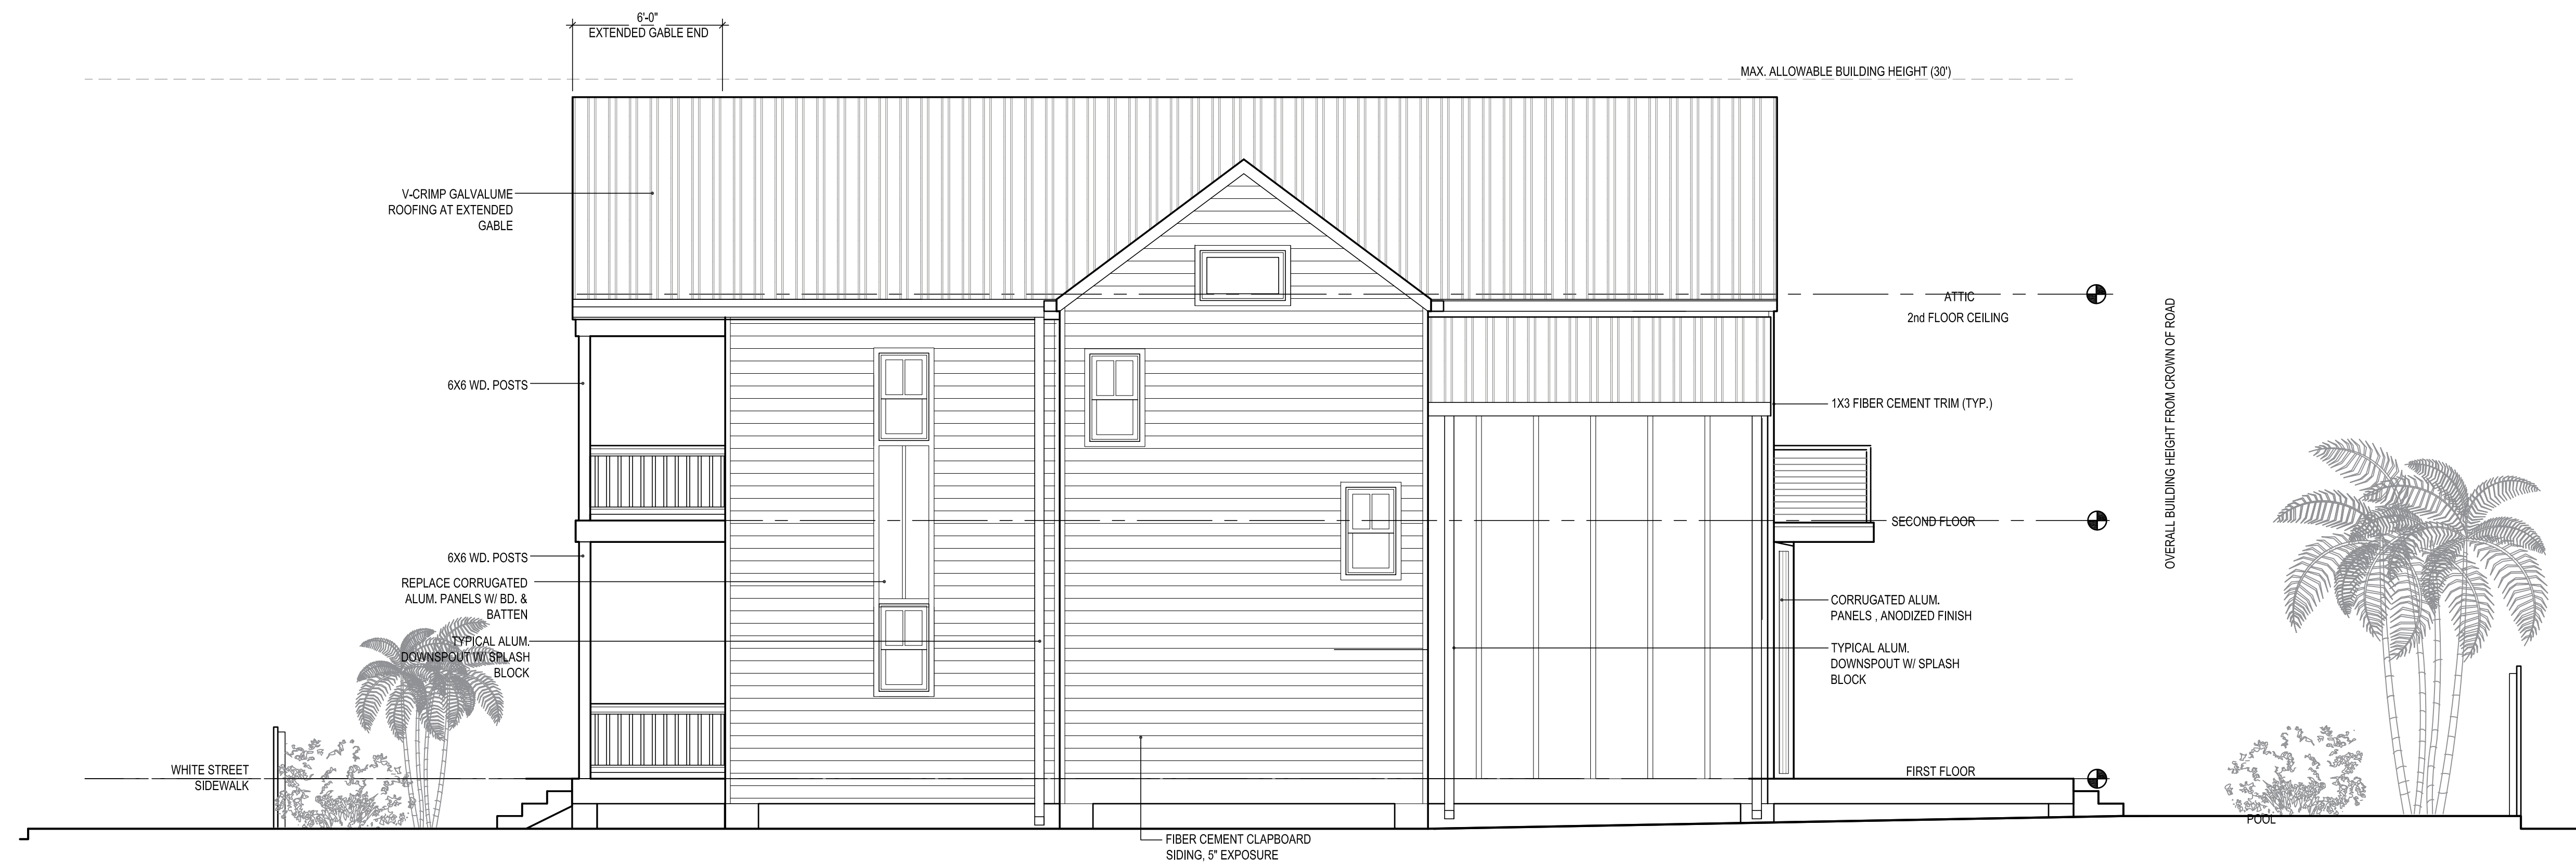 6'-0"
EXTENDED GABLE END
MAX. ALLOWABLE BUILDING HEIGHT (30')
V-CRIMP GALVALUME
ROOFING AT EXTENDED
GABLE
ATTIC
2nd FLOOR CEILING
6X6 WD. POSTS
1X3 FIBER CEMENT TRIM (TYP.)
OVERALL BUILDING HEIGHT FROM CROWN OF ROAD
SECOND FLOOR
6X6 WD. POSTS
REPLACE CORRUGATED
ALUM. PANELS W/ BD. &
BATTEN
CORRUGATED ALUM.
PANELS , ANODIZED FINISH
TYPICAL ALUM.
DOWNSPOUT W/ SPLASH
BLOCK
TYPICAL ALUM.
DOWNSPOUT W/ SPLASH
BLOCK
WHITE STREET
SIDEWALK
FIRST FLOOR
POOL
FIBER CEMENT CLAPBOARD
SIDING, 5" EXPOSURE